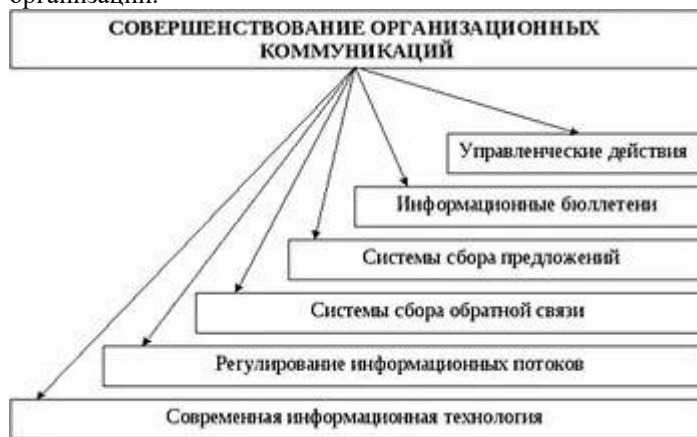 организации.
СОВЕРШЕНСТВОВАНИЕ ОРГАНИЗАЦИОННЫХ
КОММУНИКАЦИЙ
Управленческие действия
Информационные бюллетени
Системы сбора предложений
Системы сбора обратной связи
Регулирование информационных потоков
Современная информационная технология